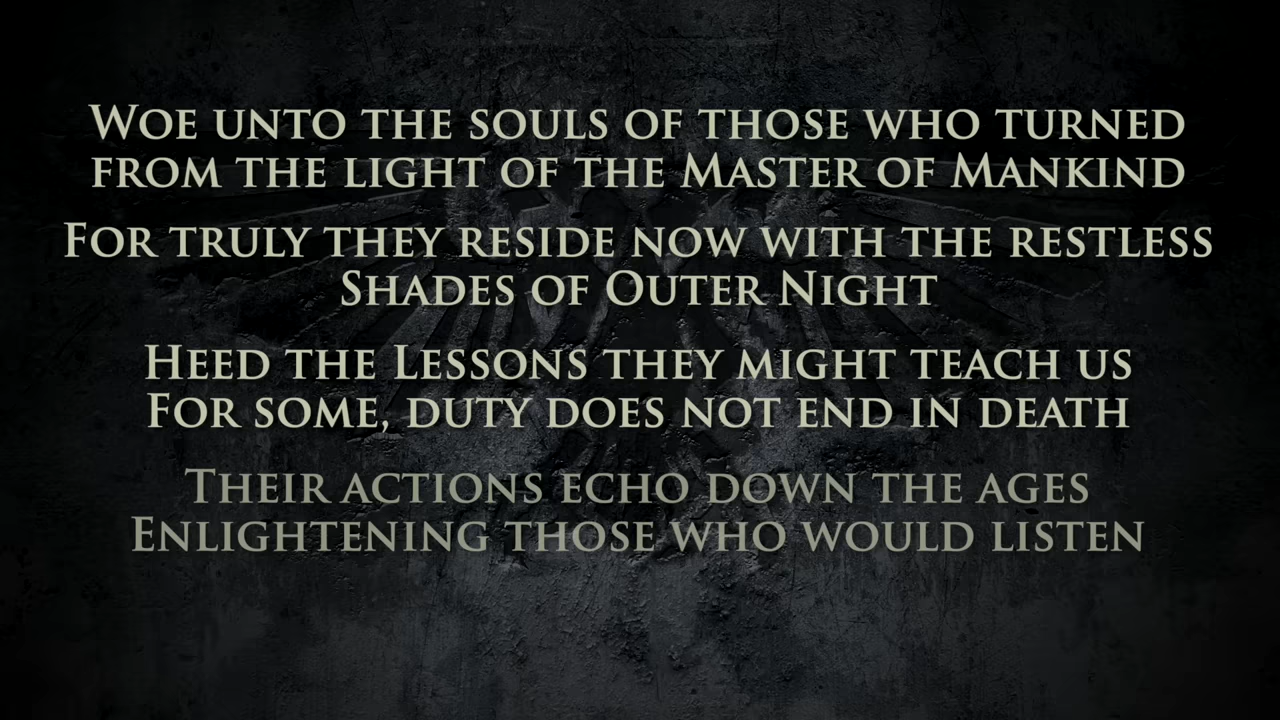 Woe unto the souls of those who turned
from the light of the Master of Mankind
For truly they reside now with the restless
Shades of Outer Night
Heed the Lessons they might teach us
For some, duty does not end in death
Their actions echo down the ages
Enlightening those who would listen